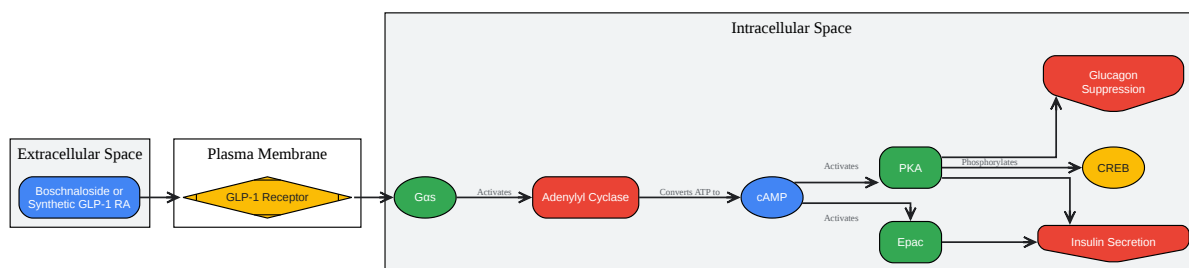 Intracellular Space
Glucagon
Suppression
Extracellular Space
Plasma Membrane
Boschnaloside or
Synthetic GLP-1 RA
GLP-1 Receptor
Gαs
Activates
Adenylyl Cyclase
Converts ATP to
cAMP
Activates
PKA
Phosphorylates
CREB
Activates
Epac
Insulin Secretion